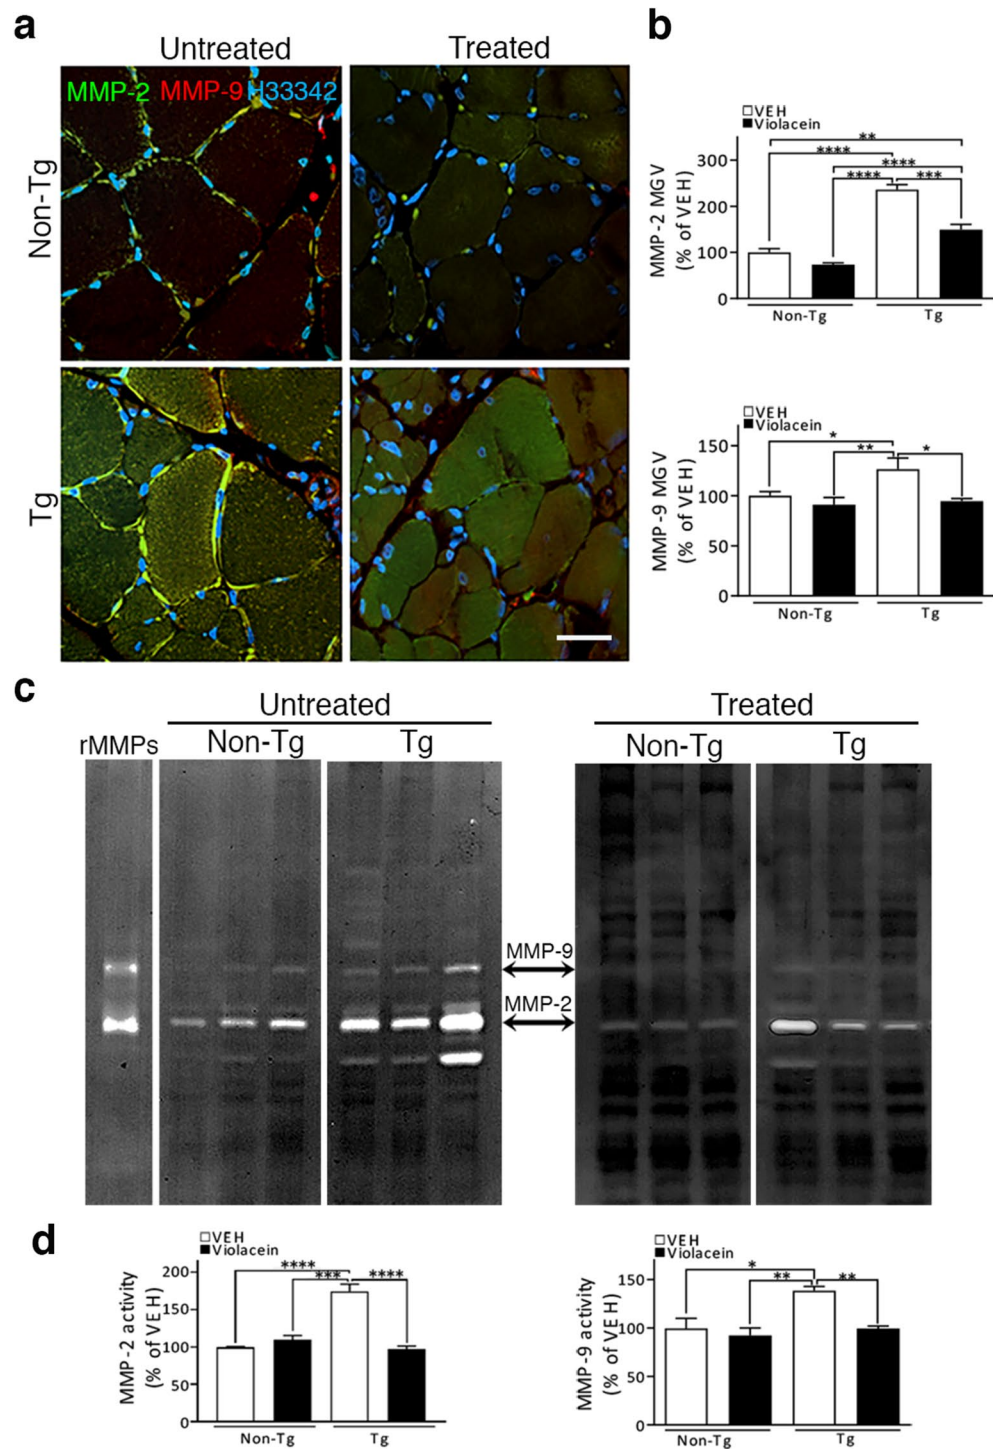 a
Untreated Treated
MMP-2 MMP-9 H33342
Non-Tg
Tg
b
VEH
Violacein
MMP-2 MGV
(% of VEH)
300
200
100
0
**
****
****
**** ***
Non-Tg Tg
VEH
Violacein
MMP-9 MGV
(% of VEH)
150
100
50
0
*
** *
Non-Tg Tg
c
Untreated Treated
rMMPs Non-Tg Tg Non-Tg Tg
MMP-9
MMP-2
d
VEH
Violacein
MMP-2 activity
(% of VEH)
200
150
100
50
0
****
*** ****
Non-Tg Tg
VEH
Violacein
MMP-9 activity
(% of VEH)
150
100
50
0
*
** **
Non-Tg Tg